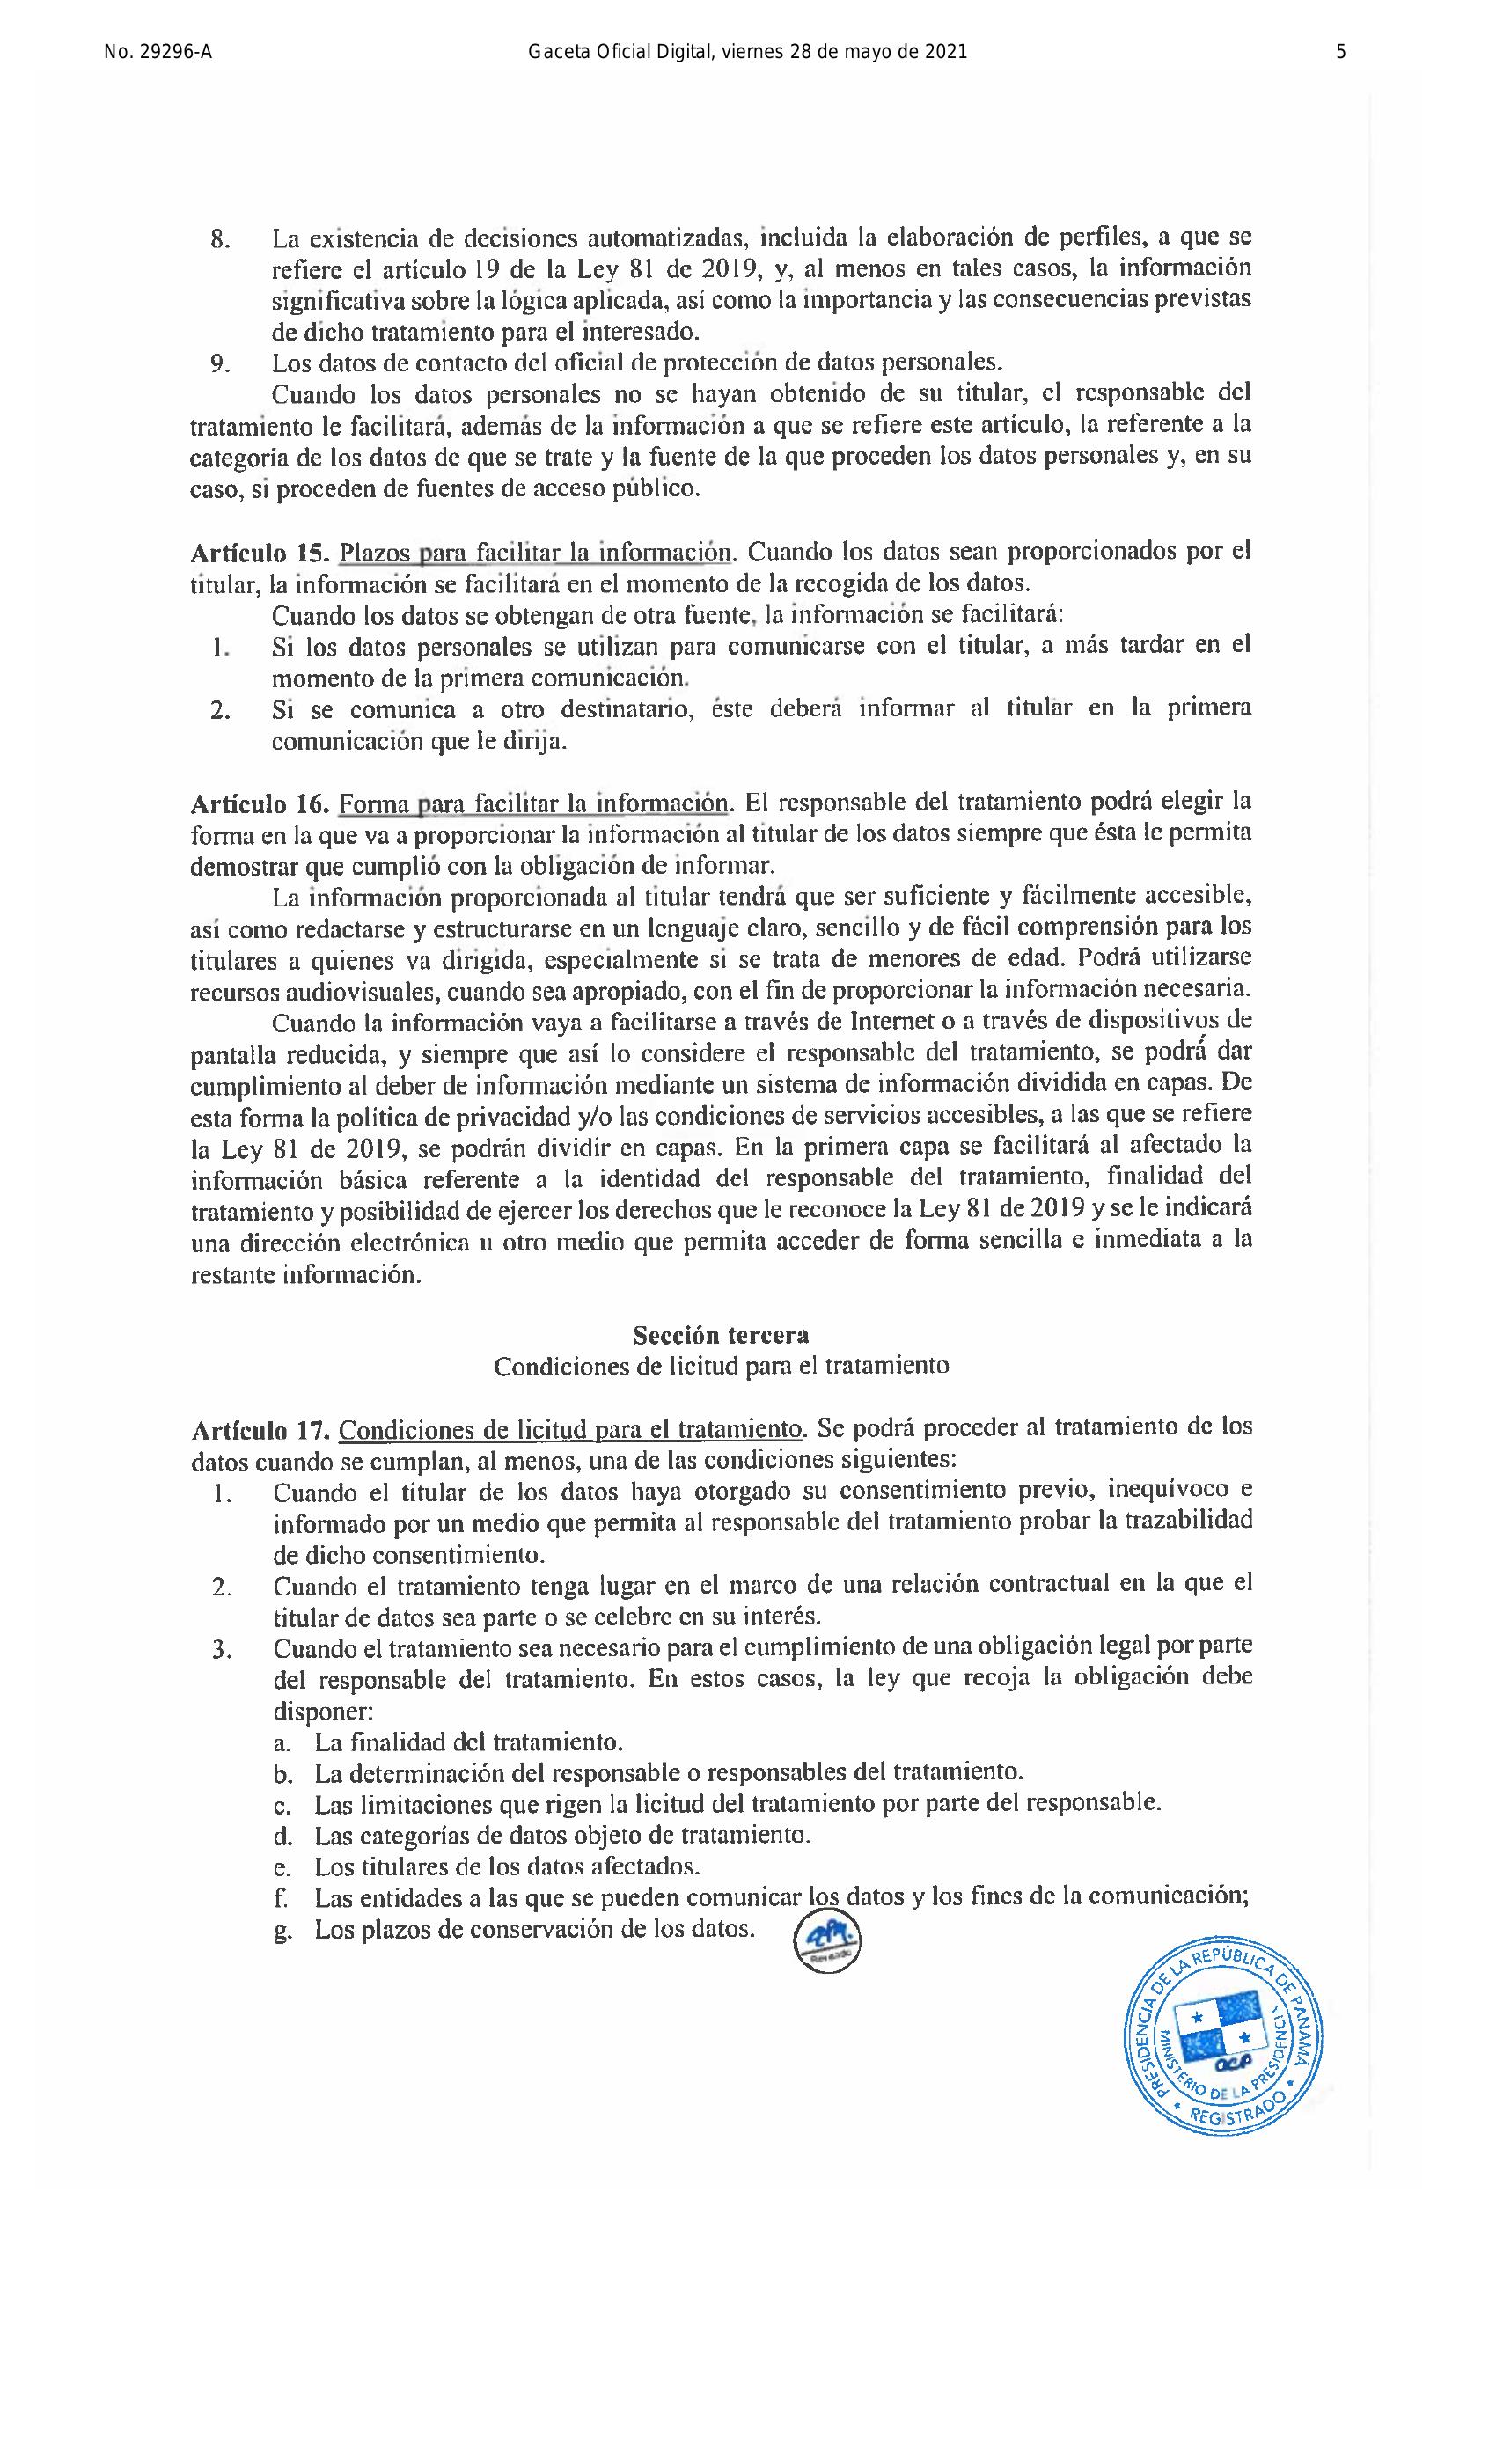 No. 29296-A
Gaceta Oficial Digital, viernes 28 de mayo de 2021
5
8. La existencia de decisiones automatizadas, incluida la elaboración de perfiles, a que se
refiere el artículo 19 de la Ley 81 de 2019, y, al menos en tales casos, la información
significativa sobre la lógica aplicada, así como la importancia y las consecuencias previstas
de dicho tratamiento para el interesado.
9. Los datos de contacto del oficial de protección de datos personales.
Cuando los datos personales no se hayan obtenido de su titular, el responsable del
tratamiento le facilitará, además de la información a que se refiere este artículo, la referente a la
categoría de los datos de que se trate y la fuente de la que proceden los datos personales y, en su
caso, si proceden de fuentes de acceso público.
Artículo 15. Plazos para facilitar la información. Cuando los datos sean proporcionados por el
titular, la información se facilitará en el momento de la recogida de los datos.
Cuando los datos se obtengan de otra fuente, la información se facilitará:
1. Si los datos personales se utilizan para comunicarse con el titular, a más tardar en el
momento de la primera comunicación.
2. Si se comunica a otro destinatario, éste deberá informar al titular en la primera
comunicación que le dirija.
Artículo 16. Forma para facilitar la información. El responsable del tratamiento podrá elegir la
forma en la que va a proporcionar la información al titular de los datos siempre que ésta le permita
demostrar que cumplió con la obligación de informar.
La información proporcionada al titular tendrá que ser suficiente y fácilmente accesible,
así como redactarse y estructurarse en un lenguaje claro, sencillo y de fácil comprensión para los
titulares a quienes va dirigida, especialmente si se trata de menores de edad. Podrá utilizarse
recursos audiovisuales, cuando sea apropiado, con el fin de proporcionar la información necesaria.
Cuando la información vaya a facilitarse a través de Internet o a través de dispositivos de
pantalla reducida, y siempre que así lo considere el responsable del tratamiento, se podrá dar
cumplimiento al deber de información mediante un sistema de información dividida en capas. De
esta forma la política de privacidad y/o las condiciones de servicios accesibles, a las que se refiere
la Ley 81 de 2019, se podrán dividir en capas. En la primera capa se facilitará al afectado la
información básica referente a la identidad del responsable del tratamiento, finalidad del
tratamiento y posibilidad de ejercer los derechos que le reconoce la Ley 81 de 2019 y se le indicará
una dirección electrónica u otro medio que permita acceder de forma sencilla e inmediata a la
restante información.
Sección tercera
Condiciones de licitud para el tratamiento
Artículo 17. Condiciones de licitud para el tratamiento. Se podrá proceder al tratamiento de los
datos cuando se cumplan, al menos, una de las condiciones siguientes:
1. Cuando el titular de los datos haya otorgado su consentimiento previo, inequívoco e
informado por un medio que permita al responsable del tratamiento probar la trazabilidad
de dicho consentimiento.
2. Cuando el tratamiento tenga lugar en el marco de una relación contractual en la que el
titular de datos sea parte o se celebre en su interés.
3. Cuando el tratamiento sea necesario para el cumplimiento de una obligación legal por parte
del responsable del tratamiento. En estos casos, la ley que recoja la obligación debe
disponer:
a. La finalidad del tratamiento.
b. La determinación del responsable o responsables del tratamiento.
c. Las limitaciones que rigen la licitud del tratamiento por parte del responsable.
d. Las categorías de datos objeto de tratamiento.
e. Los titulares de los datos afectados.
f. Las entidades a las que se pueden comunicar los datos y los fines de la comunicación;
g. Los plazos de conservación de los datos.
PRESIDENCIA DE LA REPÚBLICA DE PANAMÁ
MINISTERIO DE LA PRESIDENCIA
REGISTRADO